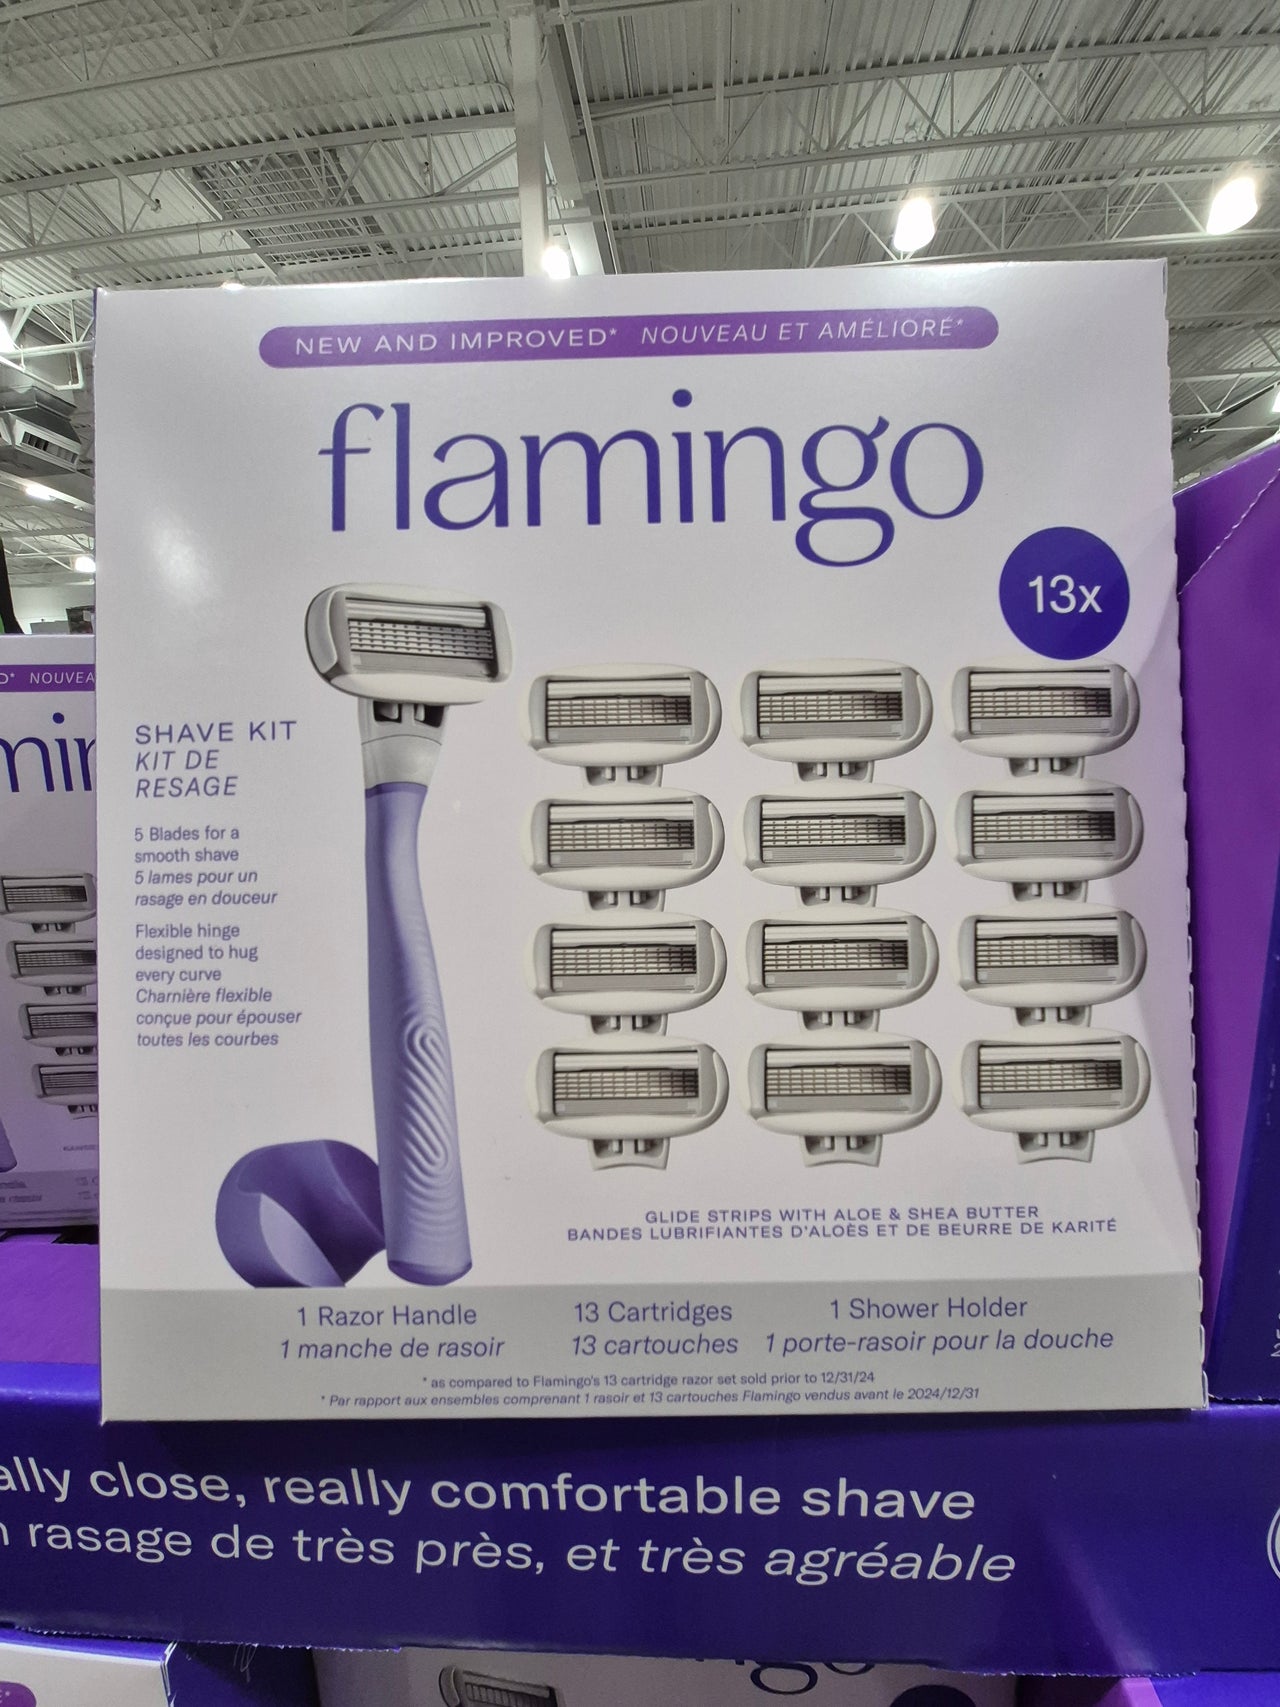 NEW AND IMPROVED* NOUVEAU ET AMÉLIORÉ*
flamingo
13x
SHAVE KIT
KIT DE
RESAGE
5 Blades for a
smooth shave
5 lames pour un
rasage en douceur
Flexible hinge
designed to hug
every curve
Charnière flexible
conçue pour épouser
toutes les courbes
GLIDE STRIPS WITH ALOE & SHEA BUTTER
BANDES LUBRIFIANTES D'ALOÈS ET DE BEURRE DE KARITÉ
1 Razor Handle
1 manche de rasoir
13 Cartridges
13 cartouches
1 Shower Holder
1 porte-rasoir pour la douche
* as compared to Flamingo's 13 cartridge razor set sold prior to 12/31/24
* Par rapport aux ensembles comprenant 1 rasoir et 13 cartouches Flamingo vendus avant le 2024/12/31
ally close, really comfortable shave
rasage de très près, et très agréable
NOUVEA
min
go